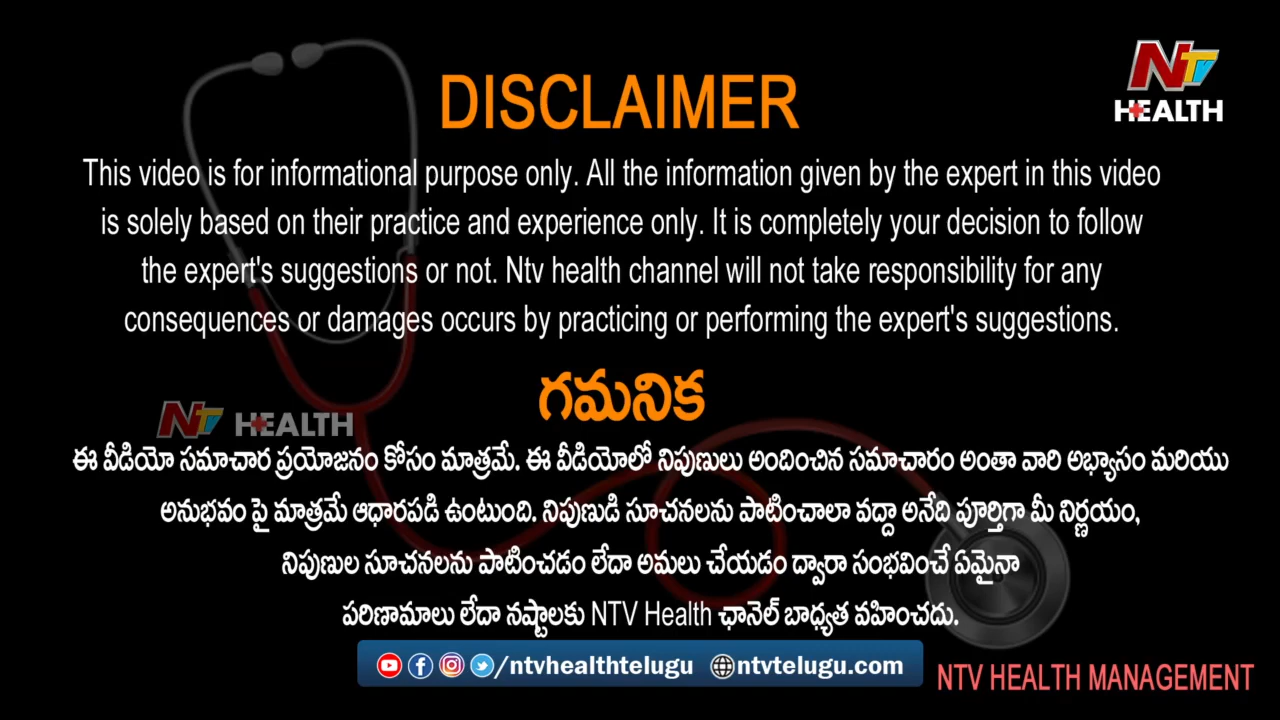 NTV
HEALTH
DISCLAIMER
This video is for informational purpose only. All the information given by the expert in this video
is solely based on their practice and experience only. It is completely your decision to follow
the expert's suggestions or not. Ntv health channel will not take responsibility for any
consequences or damages occurs by practicing or performing the expert's suggestions.
గమనిక
NTV HEALTH
ఈ వీడియో సమాచార ప్రయోజనం కోసం మాత్రమే. ఈ వీడియోలో నిపుణులు అందించిన సమాచారం అంతా వారి అభ్యాసం మరియు
అనుభవం పై మాత్రమే ఆధారపడి ఉంటుంది. నిపుణుడి సూచనలను పాటించాలా వద్దా అనేది పూర్తిగా మీ నిర్ణయం,
నిపుణుల సూచనలను పాటించడం లేదా అమలు చేయడం ద్వారా సంభవించే ఏమైనా
పరిణామాలు లేదా నష్టాలకు NTV Health ఛానెల్ బాధ్యత వహించదు.
/ntvhealthtelugu ntvtelugu.com
NTV HEALTH MANAGEMENT